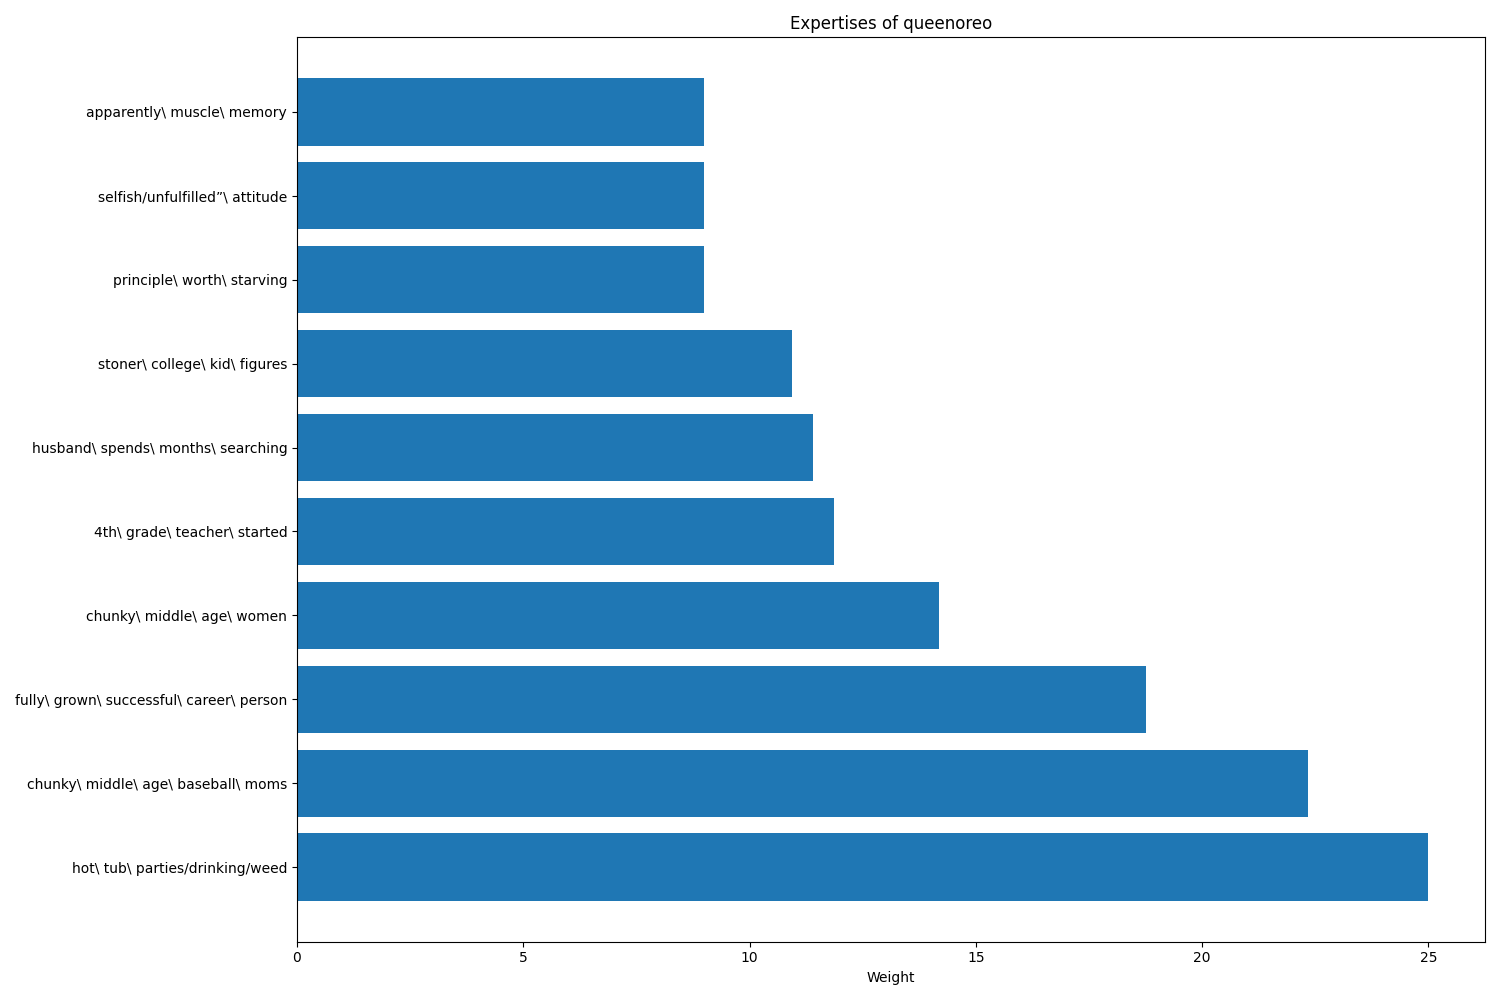 Expertises of queenoreo
apparently\ muscle\ memory
selfish/unfulfilled”\ attitude
principle\ worth\ starving
stoner\ college\ kid\ figures
husband\ spends\ months\ searching
4th\ grade\ teacher\ started
chunky\ middle\ age\ women
fully\ grown\ successful\ career\ person
chunky\ middle\ age\ baseball\ moms
hot\ tub\ parties/drinking/weed
0 5 10 15 20 25
Weight